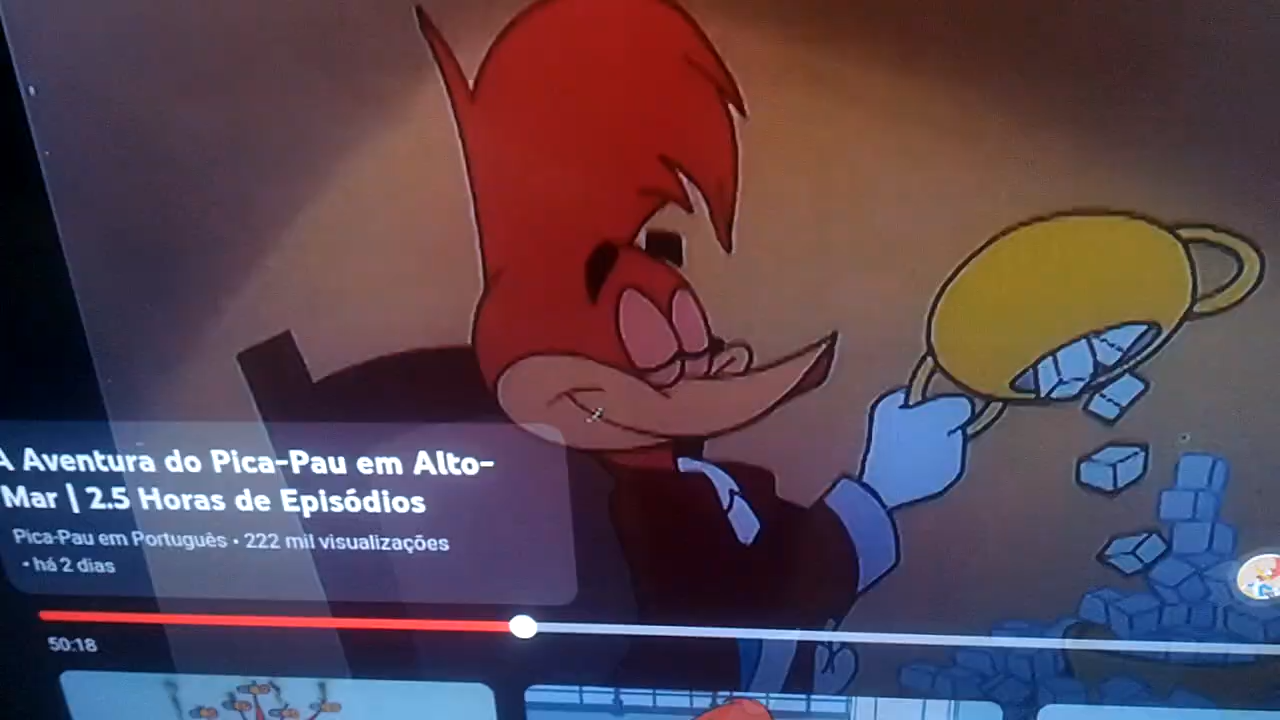 A Aventura do Pica-Pau em Alto-
Mar | 2.5 Horas de Episódios
Pica-Pau em Português • 222 mil visualizações
• há 2 dias
50:18